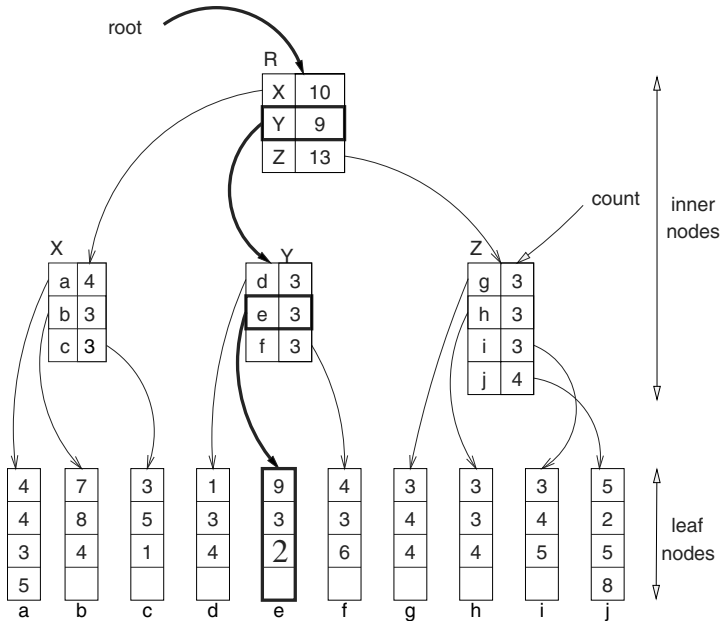 root
R
X 10
Y 9
Z 13
count
inner
nodes
X
a 4
b 3
c 3
Y
d 3
e 3
f 3
Z
g 3
h 3
i 3
j 4
4 7 3 1 9 4 3 3 3 5
4 8 5 3 3 3 4 3 4 2
3 4 1 4 2 6 4 4 5 5
5 8
leaf
nodes
a b c d e f g h i j